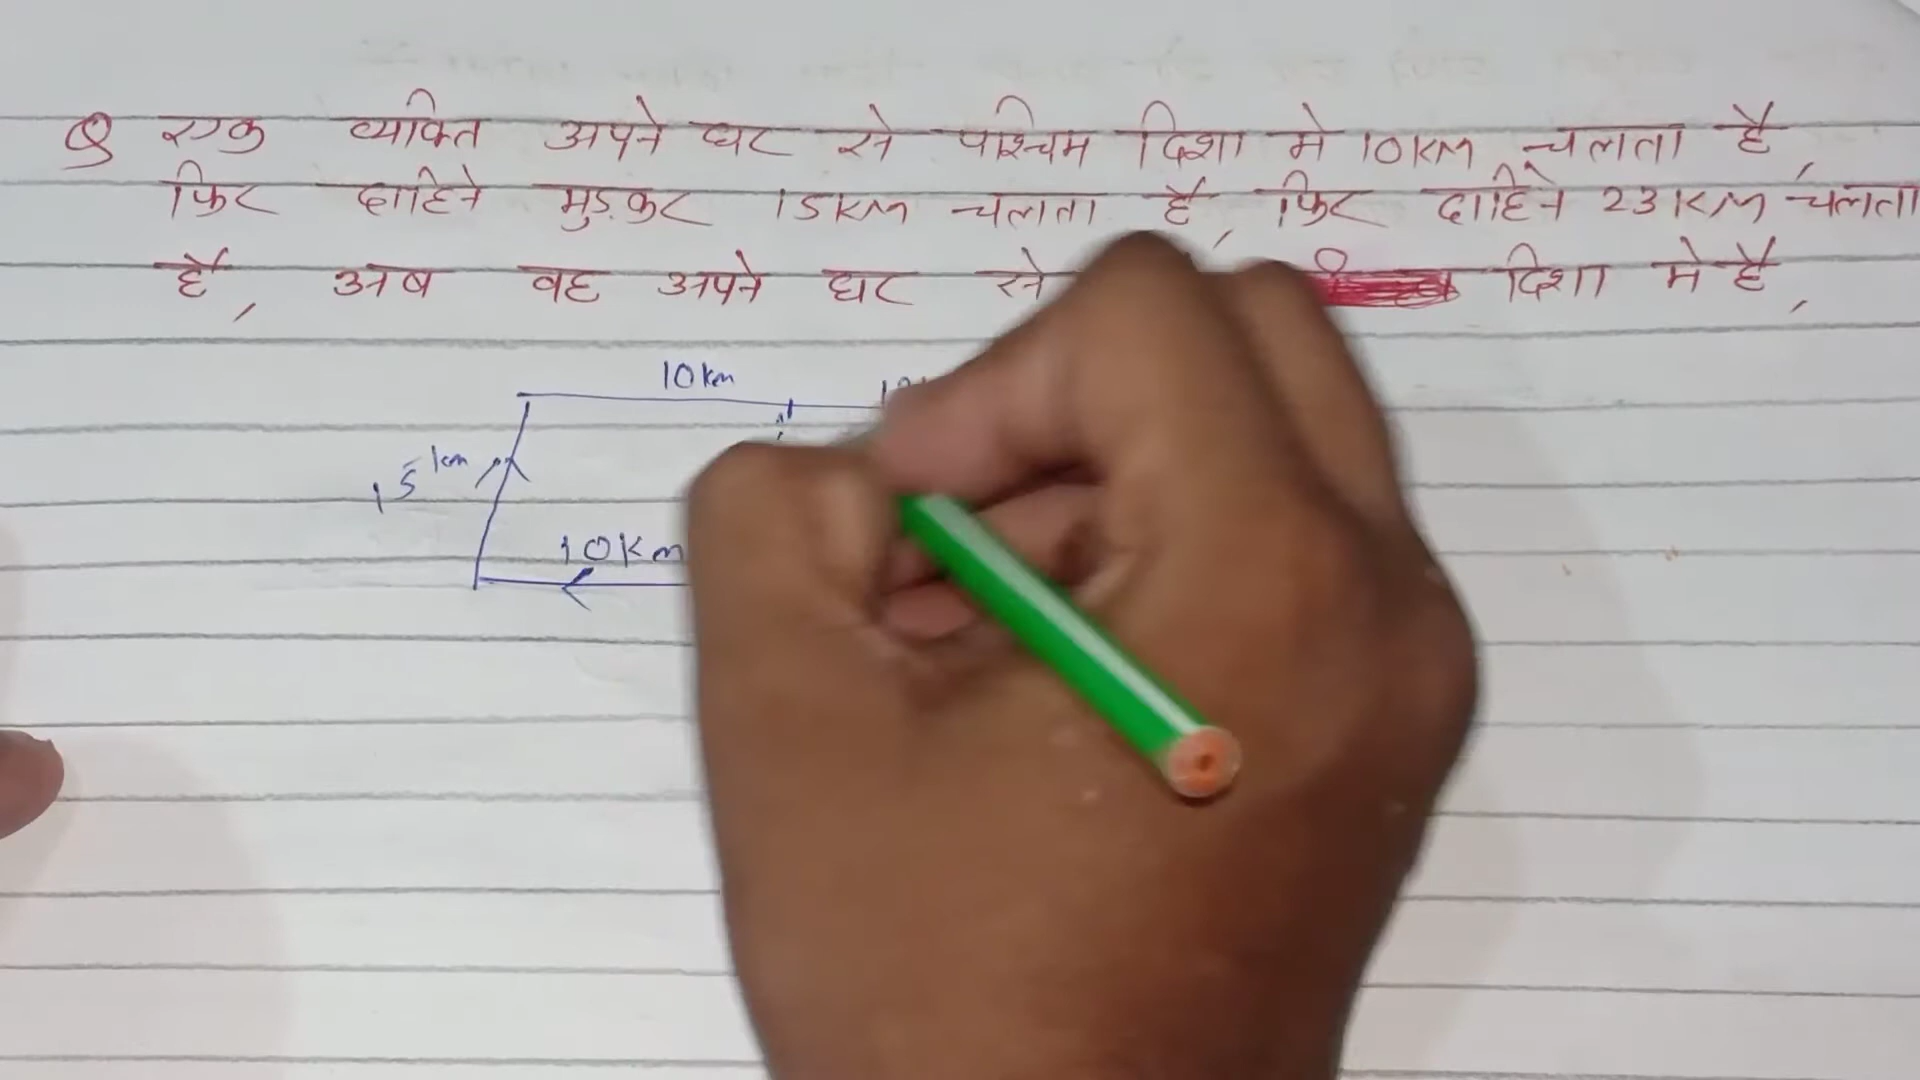 Q एक व्यक्ति अपने घर से पश्चिम दिशा मे 10KM चलता है,
फिर दाहिने मुड़कर 15KM चलता है, फिर दाहिने 23KM चलता
है, अब वह अपने घर से दिशा मे है,
10km
15km
10Km